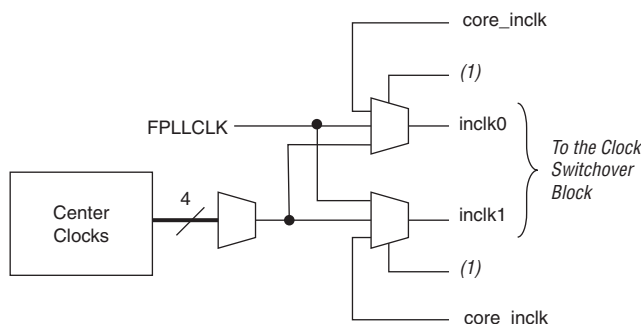 core_inclk
(1)
FPLLCLK
inclk0
To the Clock
Switchover
Block
4
Center
Clocks
inclk1
(1)
core_inclk